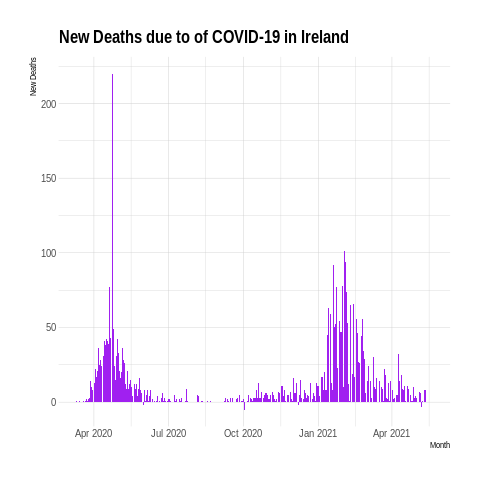 New Deaths due to of COVID-19 in Ireland
New Deaths
200
150
100
50
0
Apr 2020 Jul 2020 Oct 2020 Jan 2021 Apr 2021
Month